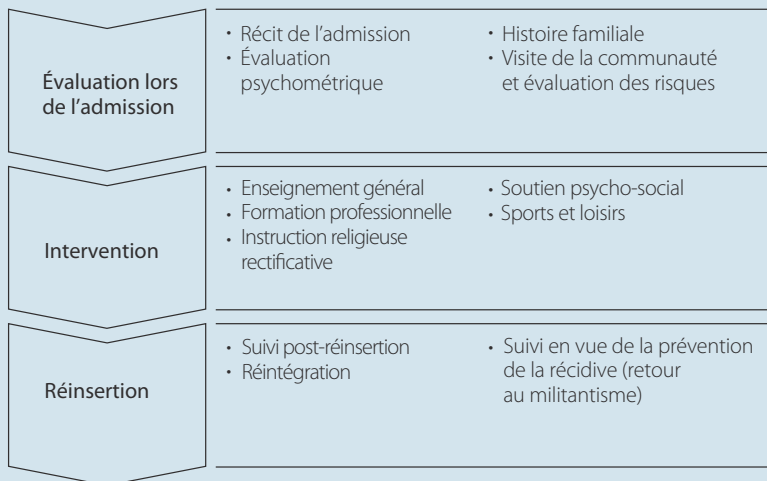 Évaluation lors
de l’admission
• Récit de l’admission
• Évaluation
psychométrique
• Histoire familiale
• Visite de la communauté
et évaluation des risques
Intervention
• Enseignement général
• Formation professionnelle
• Instruction religieuse
rectificative
• Soutien psycho-social
• Sports et loisirs
Réinsertion
• Suivi post-réinsertion
• Réintégration
• Suivi en vue de la prévention
de la récidive (retour
au militantisme)